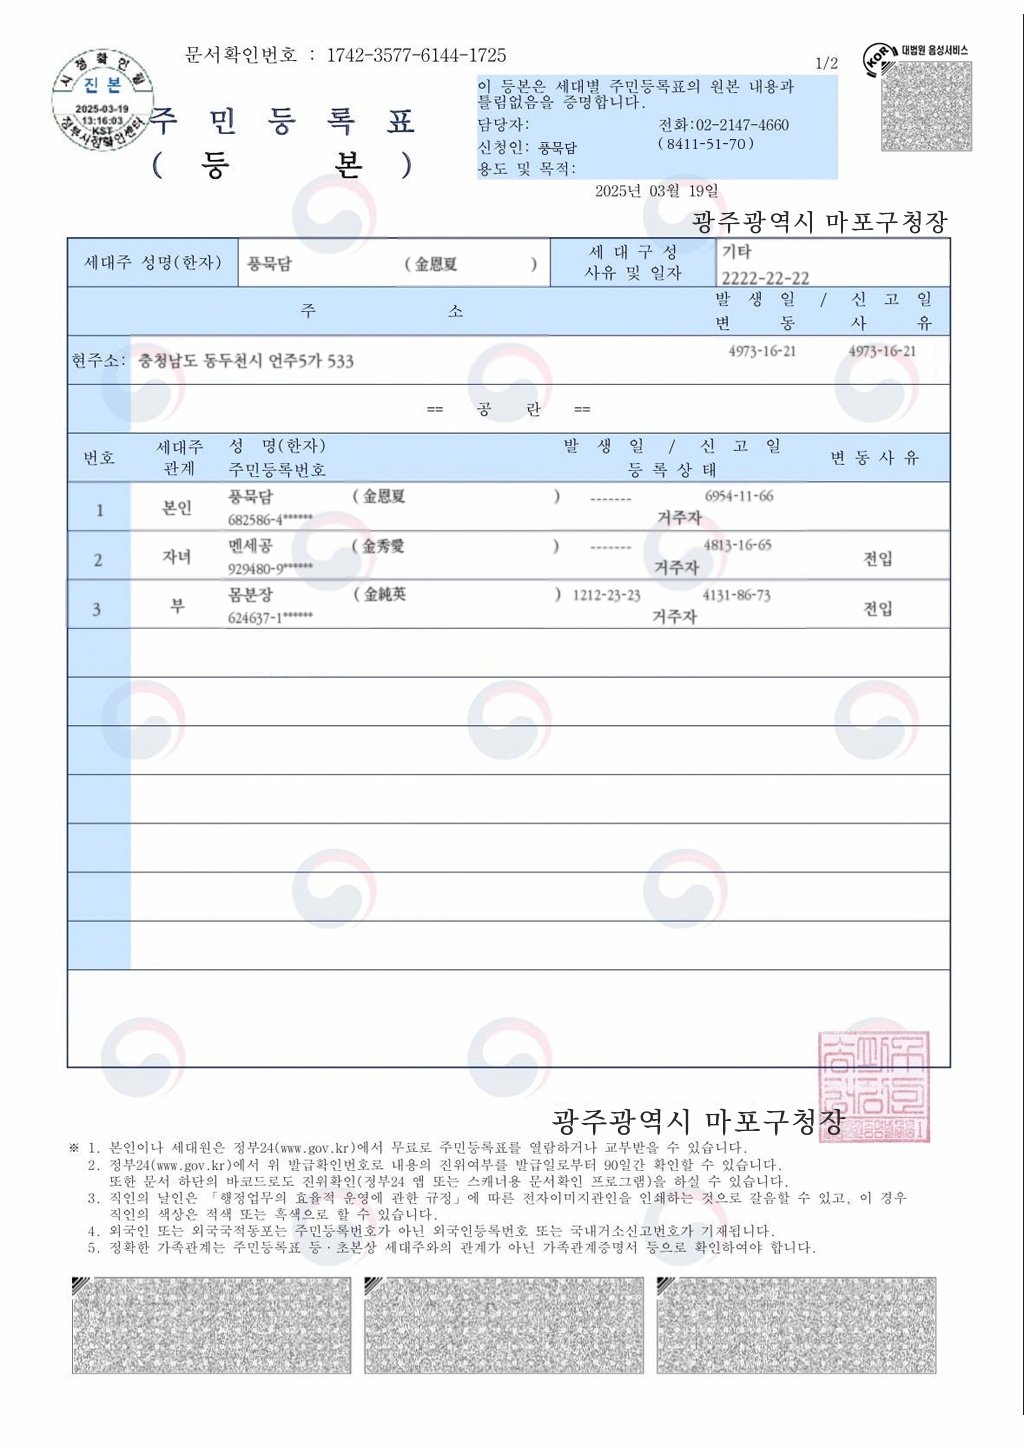 문서확인번호 : 1742-3577-6144-1725
1/2
대법원 음성서비스
KOR
시점확인필
진본
2025-03-19
13:16:03
KST
정부시점확인센터
주 민 등 록 표
( 등 본 )
이 등본은 세대별 주민등록표의 원본 내용과
틀림없음을 증명합니다.
담당자: 전화:02-2147-4660
신청인: 풍묵담 (8411-51-70)
용도 및 목적:
2025년 03월 19일
광주광역시 마포구청장
세대주 성명(한자) 풍묵담 ( 金恩夏 ) 세 대 구 성 기타
사유 및 일자 2222-22-22
주 소 발 생 일 / 신 고 일
변 동 사 유
현주소: 충청남도 동두천시 언주5가 533 4973-16-21 4973-16-21
== 공 란 ==
번호 세대주 성 명(한자) 발 생 일 / 신 고 일 변 동 사 유
관계 주민등록번호 등 록 상 태
1 본인 풍묵담 ( 金恩夏 ) ------- 6954-11-66
682586-4****** 거주자
2 자녀 멘세공 ( 金秀愛 ) ------- 4813-16-65 전입
929480-9****** 거주자
3 부 몸분장 ( 金純英 ) 1212-23-23 4131-86-73 전입
624637-1****** 거주자
광주광역시 마포구청장
※ 1. 본인이나 세대원은 정부24(www.gov.kr)에서 무료로 주민등록표를 열람하거나 교부받을 수 있습니다.
2. 정부24(www.gov.kr)에서 위 발급확인번호로 내용의 진위여부를 발급일로부터 90일간 확인할 수 있습니다.
또한 문서 하단의 바코드로도 진위확인(정부24 앱 또는 스캐너용 문서확인 프로그램)을 하실 수 있습니다.
3. 직인의 날인은 「행정업무의 효율적 운영에 관한 규정」에 따른 전자이미지관인을 인쇄하는 것으로 갈음할 수 있고, 이 경우
직인의 색상은 적색 또는 흑색으로 할 수 있습니다.
4. 외국인 또는 외국국적동포는 주민등록번호가 아닌 외국인등록번호 또는 국내거소신고번호가 기재됩니다.
5. 정확한 가족관계는 주민등록표 등·초본상 세대주와의 관계가 아닌 가족관계증명서 등으로 확인하여야 합니다.